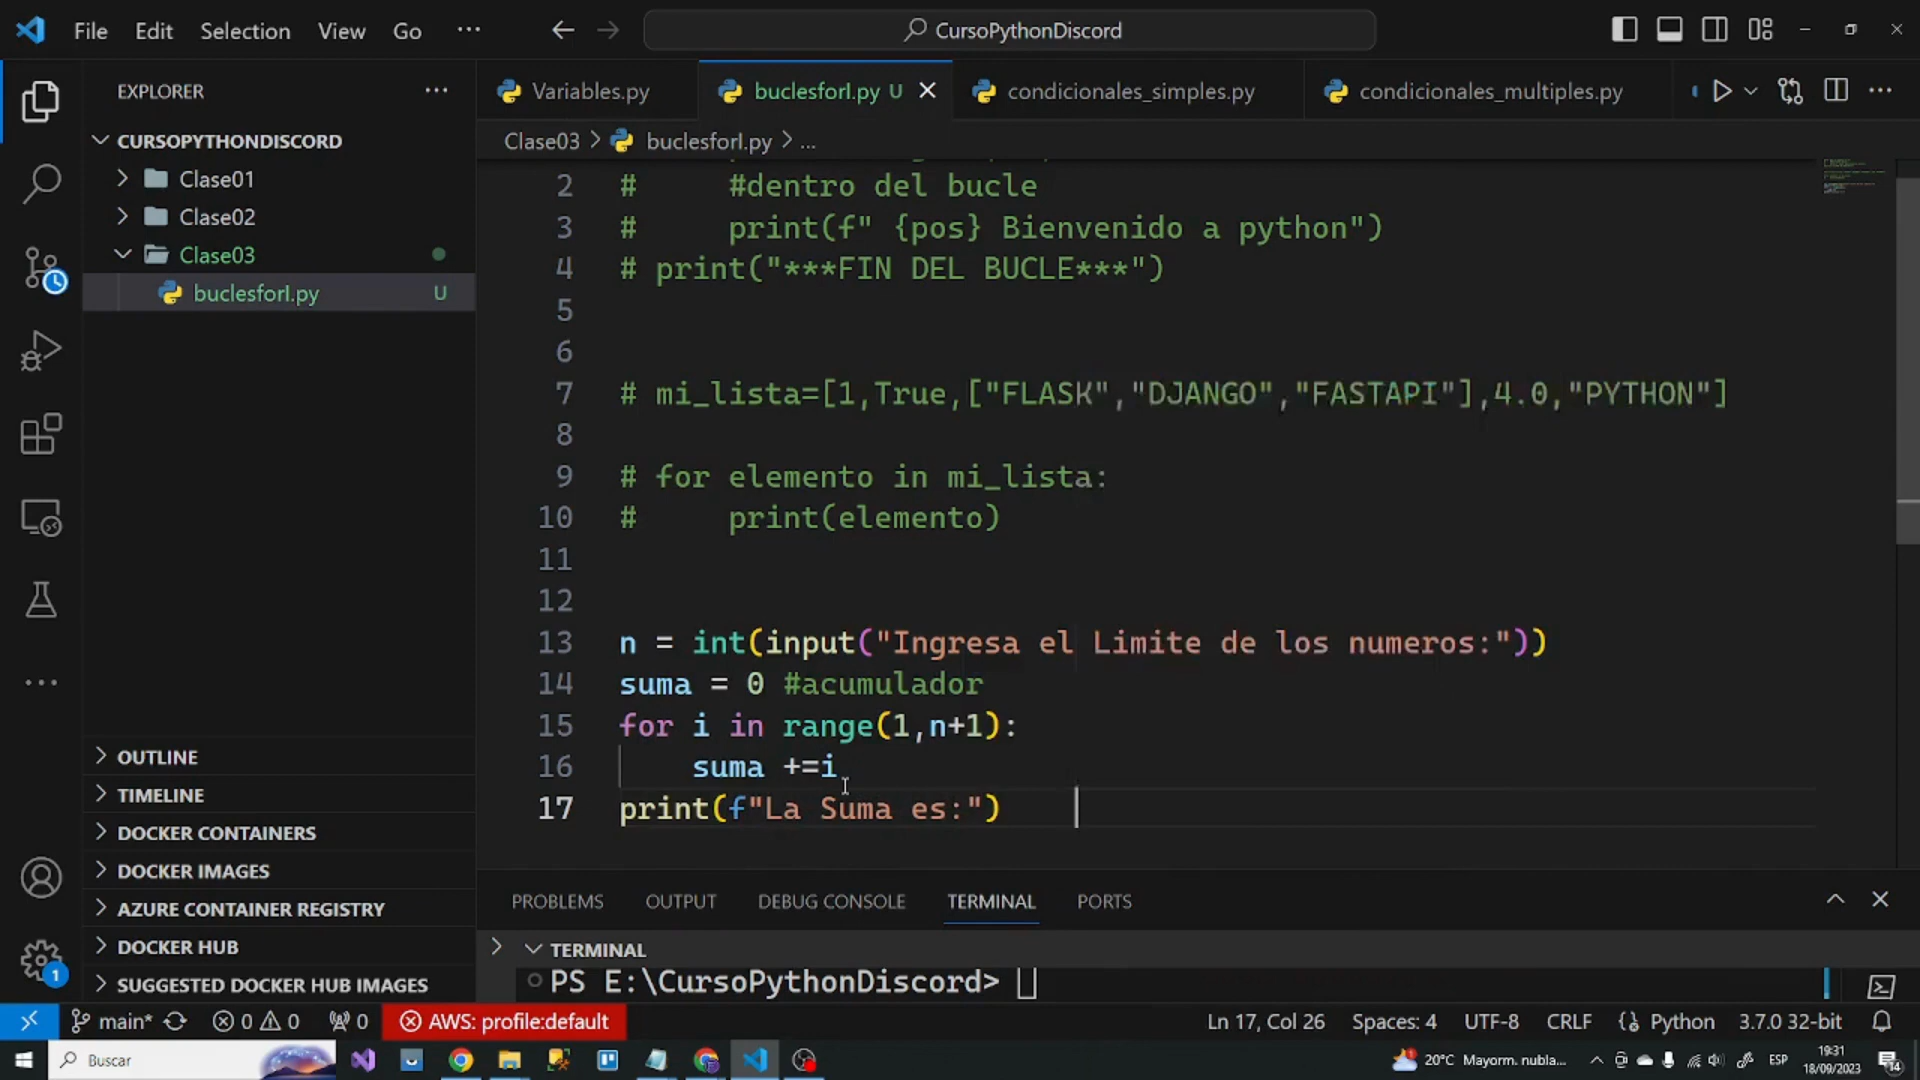 File Edit Selection View Go ··· CursoPythonDiscord
EXPLORER
CURSOPYTHONDISCORD
Clase01
Clase02
Clase03
buclesforI.py U
OUTLINE
TIMELINE
DOCKER CONTAINERS
DOCKER IMAGES
AZURE CONTAINER REGISTRY
DOCKER HUB
SUGGESTED DOCKER HUB IMAGES
Variables.py buclesforI.py U condicionales_simples.py condicionales_multiples.py
Clase03 > buclesforI.py > ...
2 # #dentro del bucle
3 # print(f" {pos} Bienvenido a python")
4 # print("***FIN DEL BUCLE***")
5
6
7 # mi_lista=[1,True,["FLASK","DJANGO","FASTAPI"],4.0,"PYTHON"]
8
9 # for elemento in mi_lista:
10 # print(elemento)
11
12
13 n = int(input("Ingresa el Limite de los numeros:"))
14 suma = 0 #acumulador
15 for i in range(1,n+1):
16 suma +=i
17 print(f"La Suma es:")
PROBLEMS OUTPUT DEBUG CONSOLE TERMINAL PORTS
TERMINAL
PS E:\CursoPythonDiscord>
main* 0 0 0 AWS: profile:default Ln 17, Col 26 Spaces: 4 UTF-8 CRLF Python 3.7.0 32-bit
1
Buscar 20°C Mayorm. nubla... ESP 19:31
18/09/2023 14